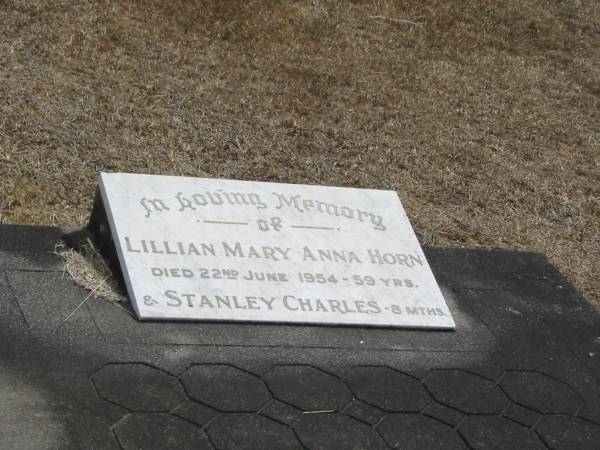 In Loving Memory
OF
LILLIAN MARY ANNA HORN
DIED 22ND JUNE 1954 - 59 YRS.
& STANLEY CHARLES - 8 MTHS.